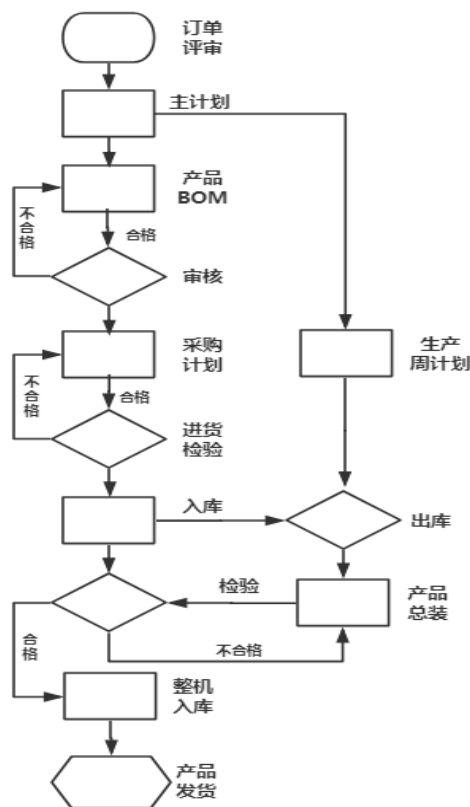 订单
评审
主计划
产品
BOM
不合格
合格
审核
采购
计划
生产
周计划
不合格
合格
进货
检验
入库
出库
检验
产品
总装
合格
不合格
整机
入库
产品
发货